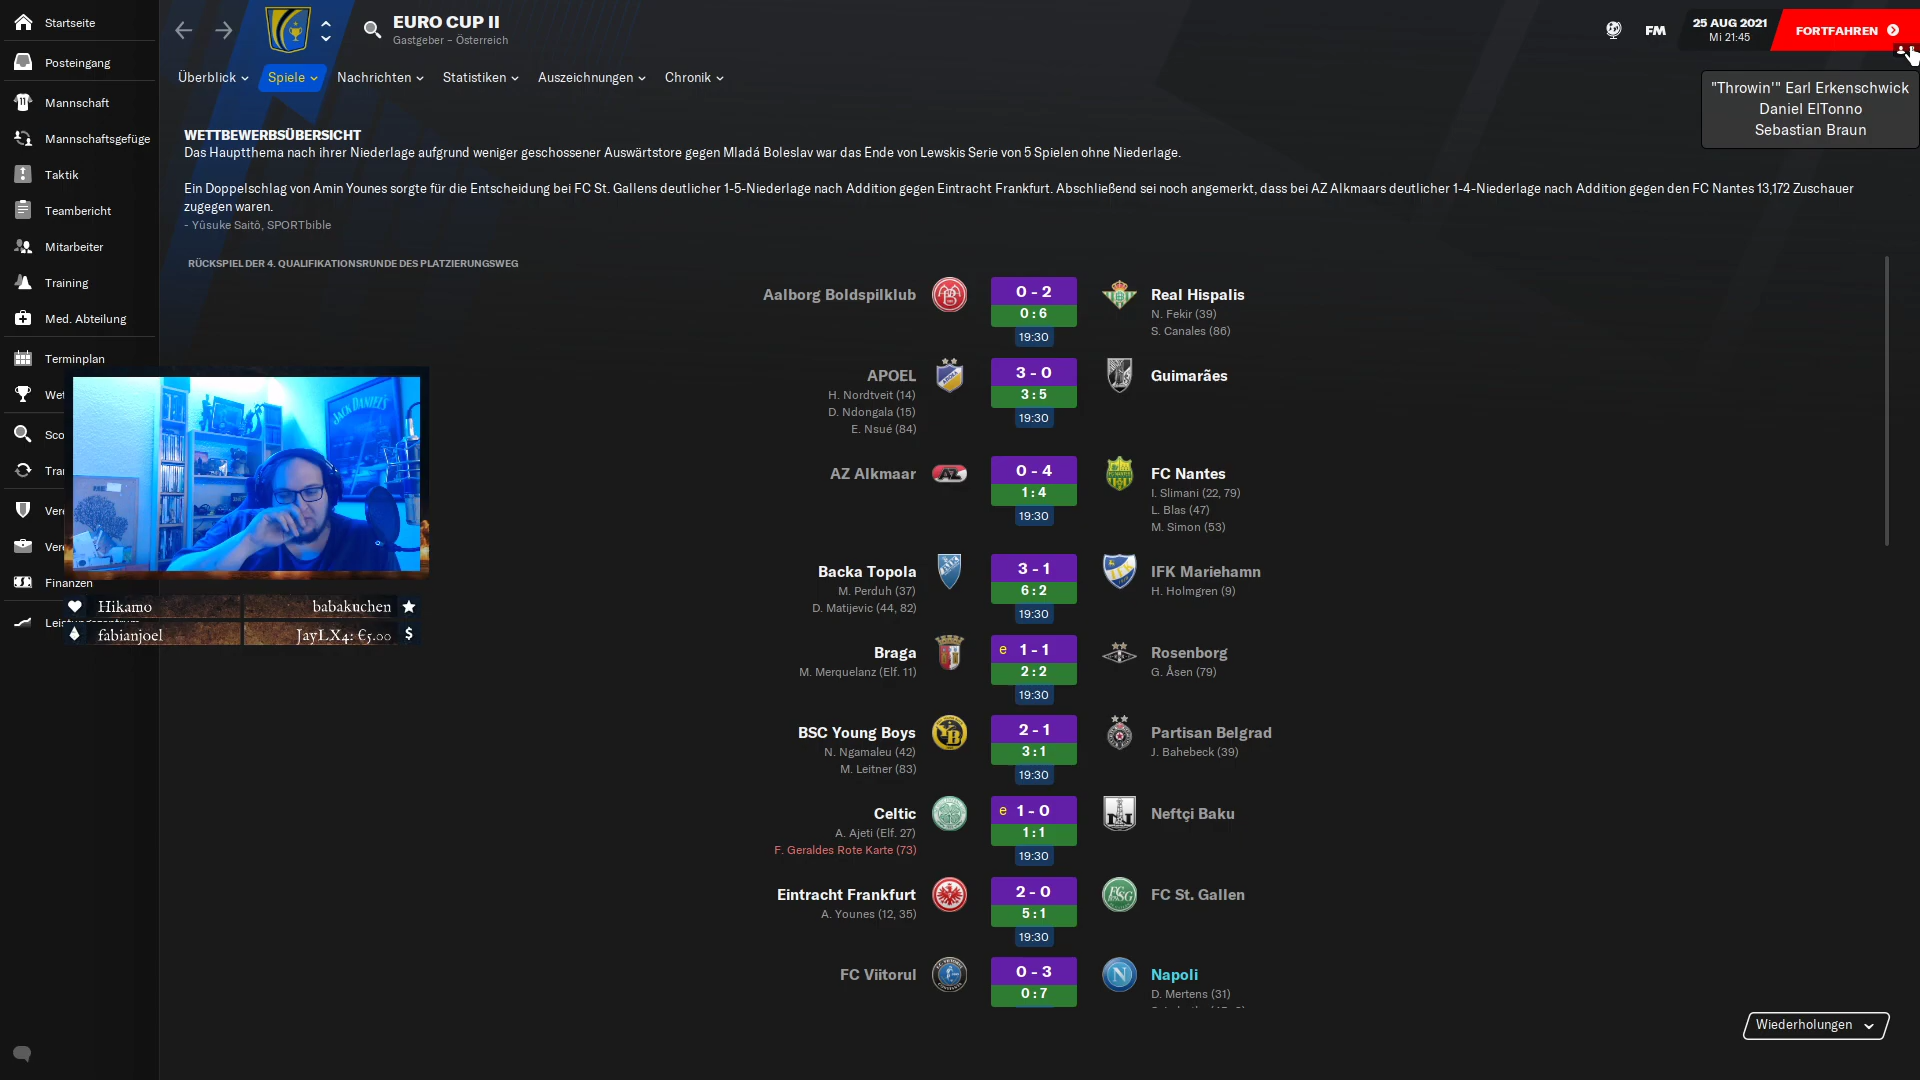 Startseite
Posteingang
Mannschaft
Mannschaftsgefüge
Taktik
Teambericht
Mitarbeiter
Training
Med. Abteilung
Terminplan
Finanzen
EURO CUP II
Gastgeber – Österreich
FM
25 AUG 2021
Mi 21:45
FORTFAHREN
"Throwin'" Earl Erkenschwick
Daniel ElTonno
Sebastian Braun
Überblick
Spiele
Nachrichten
Statistiken
Auszeichnungen
Chronik
WETTBEWERBSÜBERSICHT
Das Hauptthema nach ihrer Niederlage aufgrund weniger geschossener Auswärtstore gegen Mladá Boleslav war das Ende von Lewskis Serie von 5 Spielen ohne Niederlage.
Ein Doppelschlag von Amin Younes sorgte für die Entscheidung bei FC St. Gallens deutlicher 1-5-Niederlage nach Addition gegen Eintracht Frankfurt. Abschließend sei noch angemerkt, dass bei AZ Alkmaars deutlicher 1-4-Niederlage nach Addition gegen den FC Nantes 13,172 Zuschauer
zugegen waren.
- Yûsuke Saitô, SPORTbible
RÜCKSPIEL DER 4. QUALIFIKATIONSRUNDE DES PLATZIERUNGSWEG
Aalborg Boldspilklub 0 - 2 Real Hispalis
0 : 6 N. Fekir (39)
S. Canales (86)
19:30
APOEL 3 - 0 Guimarães
H. Nordtveit (14) 3 : 5
D. Ndongala (15) 19:30
E. Nsué (84)
AZ Alkmaar 0 - 4 FC Nantes
1 : 4 I. Slimani (22, 79)
L. Blas (47)
19:30 M. Simon (53)
Backa Topola 3 - 1 IFK Mariehamn
M. Perduh (37) 6 : 2 H. Holmgren (9)
D. Matijevic (44, 82) 19:30
Braga e 1 - 1 Rosenborg
M. Merquelanz (Elf. 11) 2 : 2 G. Åsen (79)
19:30
BSC Young Boys 2 - 1 Partisan Belgrad
N. Ngamaleu (42) 3 : 1 J. Bahebeck (39)
M. Leitner (83) 19:30
Celtic e 1 - 0 Neftçi Baku
A. Ajeti (Elf. 27) 1 : 1
F. Geraldes Rote Karte (73) 19:30
Eintracht Frankfurt 2 - 0 FC St. Gallen
A. Younes (12, 35) 5 : 1
19:30
FC Viitorul 0 - 3 Napoli
0 : 7 D. Mertens (31)
JACK DANIEL'S
Hikamo babakuchen
fabianjoel JayLX4: €5.00 $
Wiederholungen